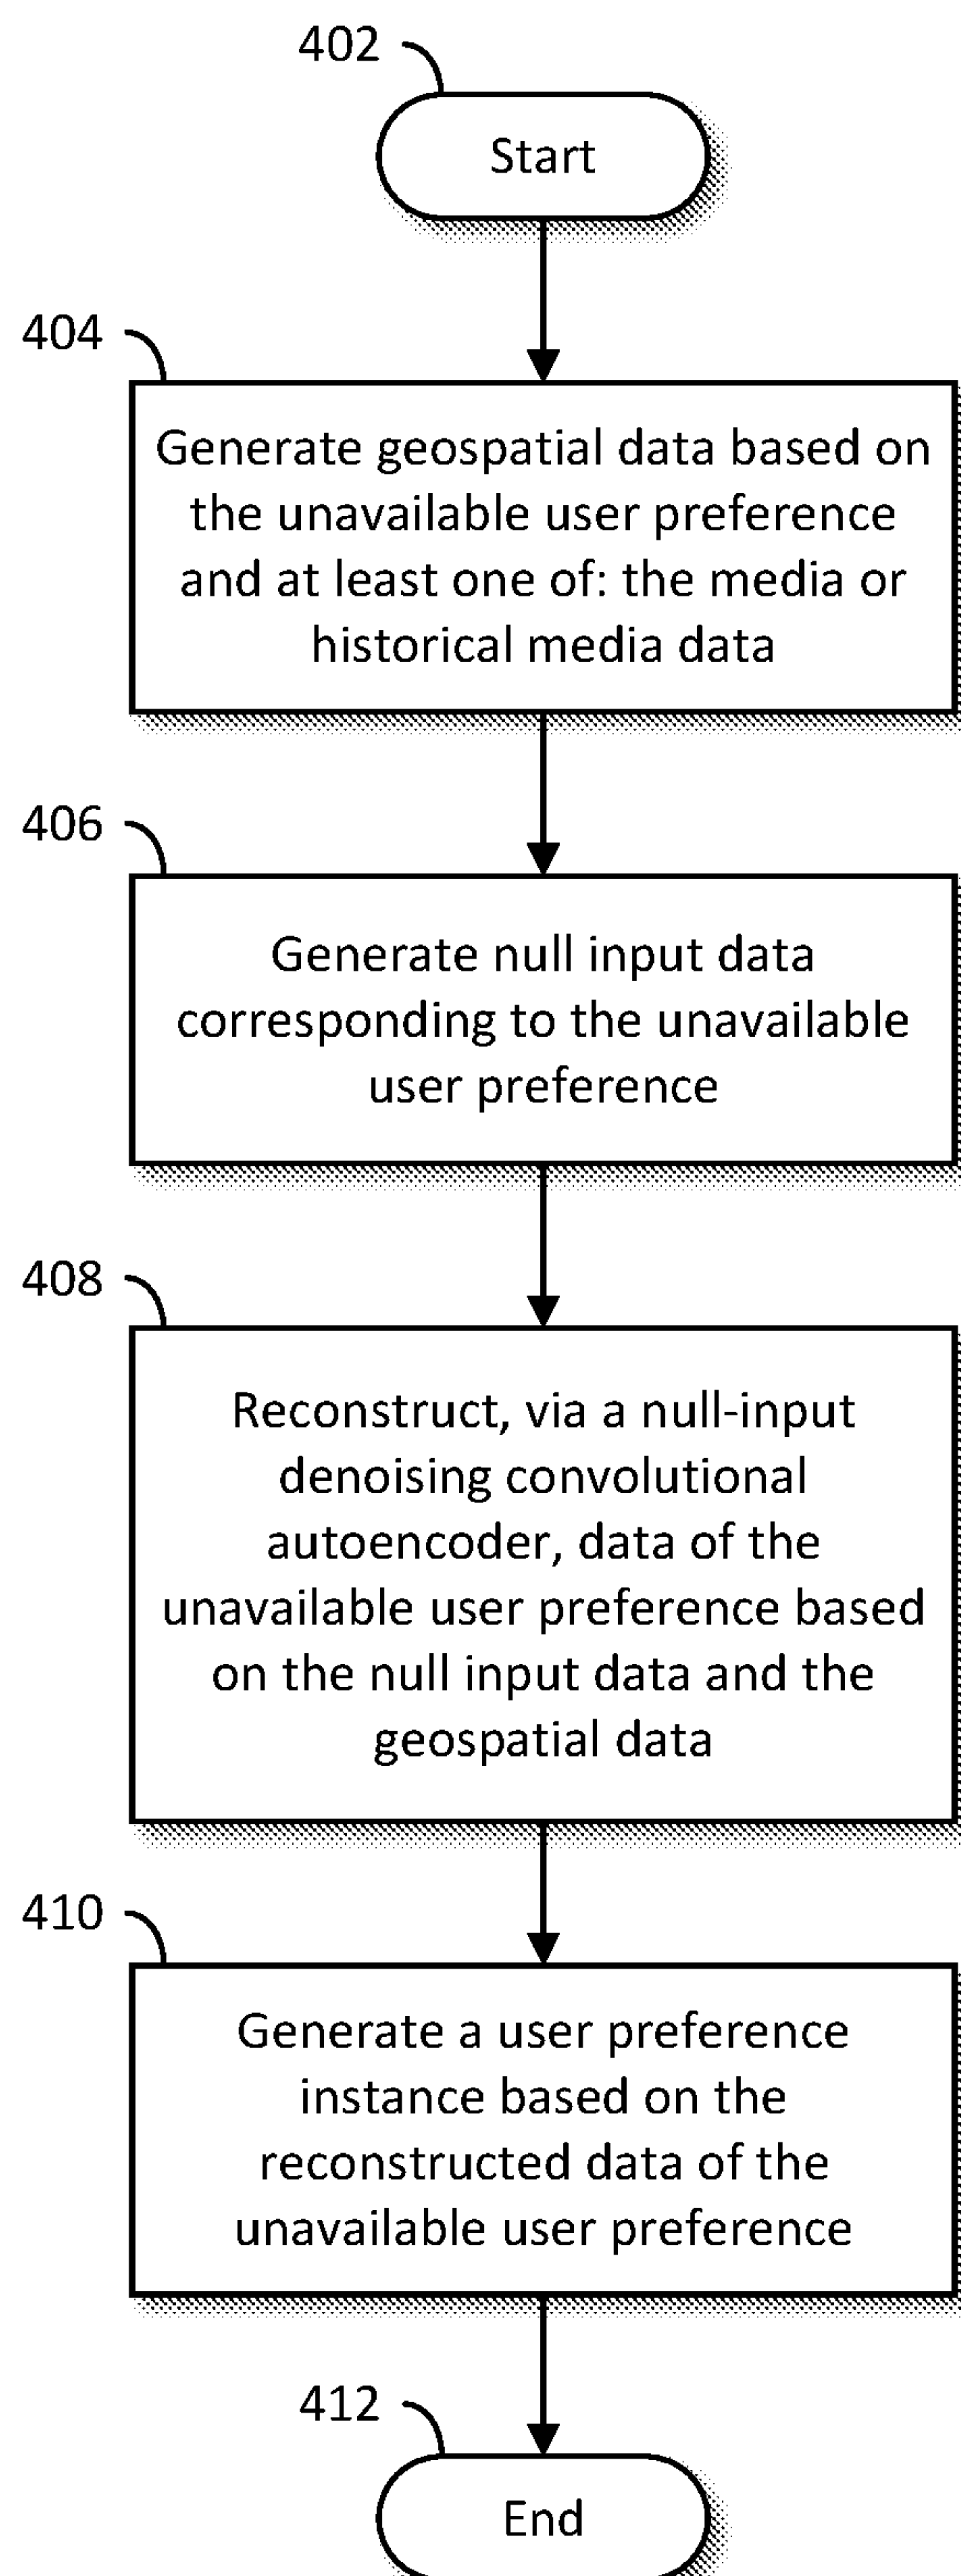 402
Start
404
Generate geospatial data based on
the unavailable user preference
and at least one of: the media or
historical media data
406
Generate null input data
corresponding to the unavailable
user preference
408
Reconstruct, via a null-input
denoising convolutional
autoencoder, data of the
unavailable user preference based
on the null input data and the
geospatial data
410
Generate a user preference
instance based on the
reconstructed data of the
unavailable user preference
412
End